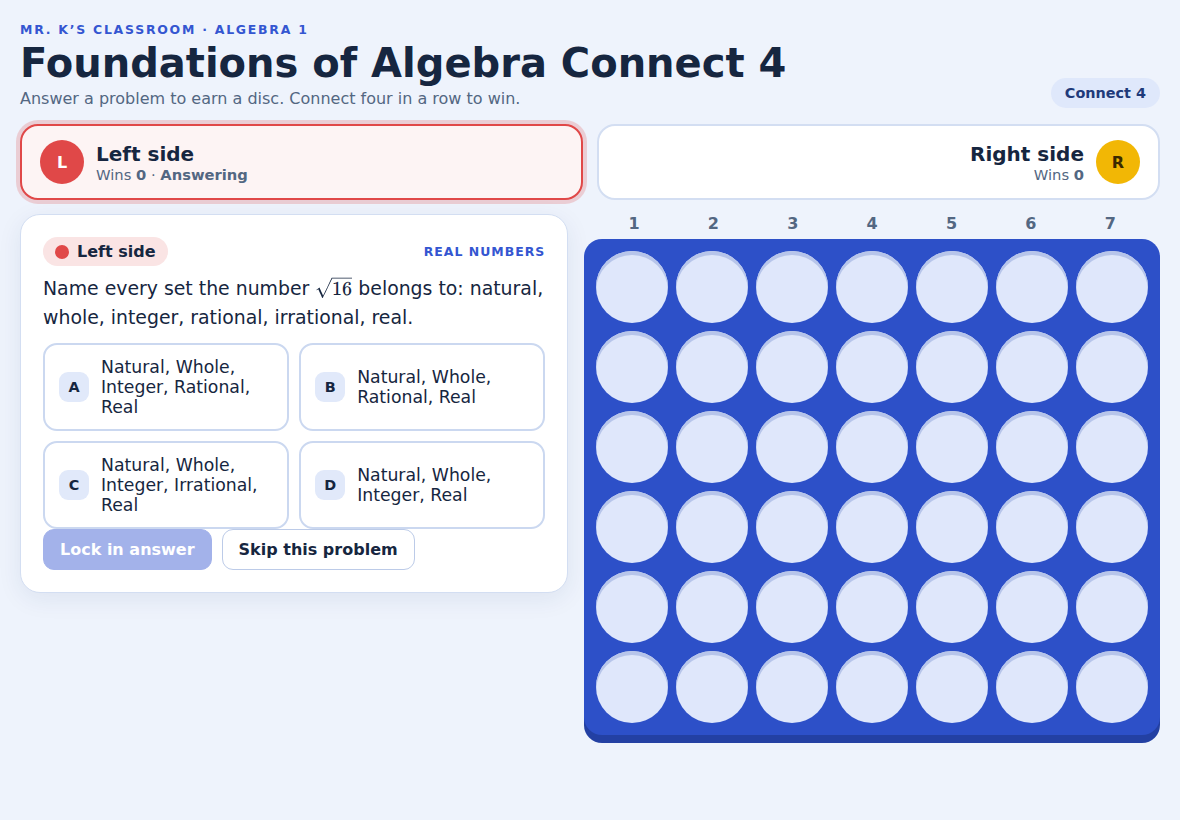 MR. K’S CLASSROOM · ALGEBRA 1
Foundations of Algebra Connect 4
Answer a problem to earn a disc. Connect four in a row to win.
Connect 4
L
Left side
Wins 0 · Answering
Right side
Wins 0
R
Left side
REAL NUMBERS
Name every set the number √16 belongs to: natural,
whole, integer, rational, irrational, real.
A
Natural, Whole,
Integer, Rational,
Real
B
Natural, Whole,
Rational, Real
C
Natural, Whole,
Integer, Irrational,
Real
D
Natural, Whole,
Integer, Real
Lock in answer
Skip this problem
1 2 3 4 5 6 7